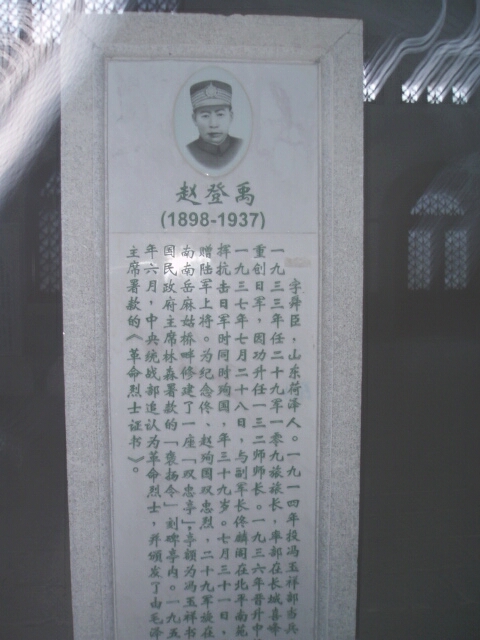 赵登禹
(1898-1937)
字舜臣，山东荷泽人。一九一四年投冯玉祥部当兵
一九三三年任二十九军一零九旅旅长，率部在长城喜峰
重创日军，因功升任一三二师师长。一九三六年晋升中
一九三七年七月二十八日，与副军长佟麟阁在北平南苑
挥抗击日军时同时殉国，年三十九岁。七月三十一日，
赠陆军上将。为纪念佟、赵殉国双忠烈，二十九军旅在
南南岳麻姑桥畔修建了一座「双忠亭」；亭额为冯玉祥书
国民政府主席林森署款的「褒扬令」刻碑亭内。一九五
年六月，中央统战部追认为革命烈士，并颁发了由毛泽
主席署款的《革命烈士证书》。